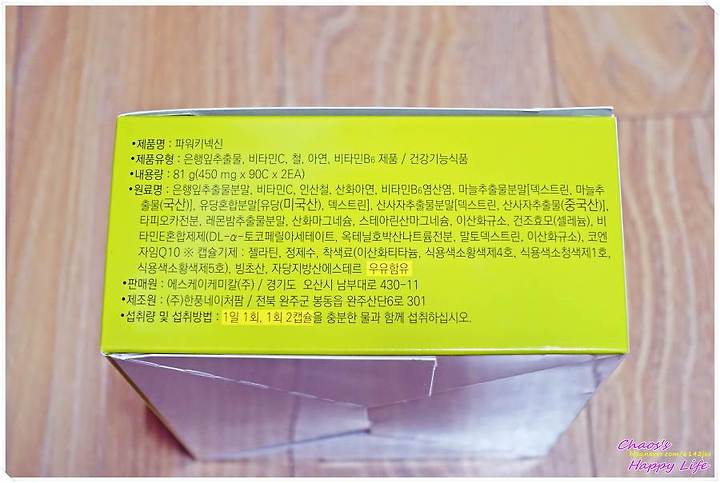 •제품명 : 파워키넥신
•제품유형 : 은행잎추출물, 비타민C, 철, 아연, 비타민B6 제품 / 건강기능식품
•내용량 : 81 g(450 mg x 90C x 2EA)
•원료명 : 은행잎추출물분말, 비타민C, 인산철, 산화아연, 비타민B6염산염, 마늘추출물분말[덱스트린, 마늘추
출물(국산)], 유당혼합분말[유당(미국산), 덱스트린], 산사자추출물분말[덱스트린, 산사자추출물(중국산)],
타피오카전분, 레몬밤추출물분말, 산화마그네슘, 스테아린산마그네슘, 이산화규소, 건조효모(셀레늄), 비
타민E혼합제제(DL-α-토코페릴아세테이트, 옥테닐호박산나트륨전분, 말토덱스트린, 이산화규소), 코엔
자임Q10 ※ 캡슐기제 : 젤라틴, 정제수, 착색료(이산화티타늄, 식용색소황색제4호, 식용색소청색제1호,
식용색소황색제5호), 빙초산, 자당지방산에스테르 우유함유
•판매원 : 에스케이케미칼(주) / 경기도 오산시 남부대로 430-11
•제조원 : (주)한풍네이처팜 / 전북 완주군 봉동읍 완주산단6로 301
•섭취량 및 섭취방법 : 1일 1회, 1회 2캡슐을 충분한 물과 함께 섭취하십시오.
Chaos's
Happy Life